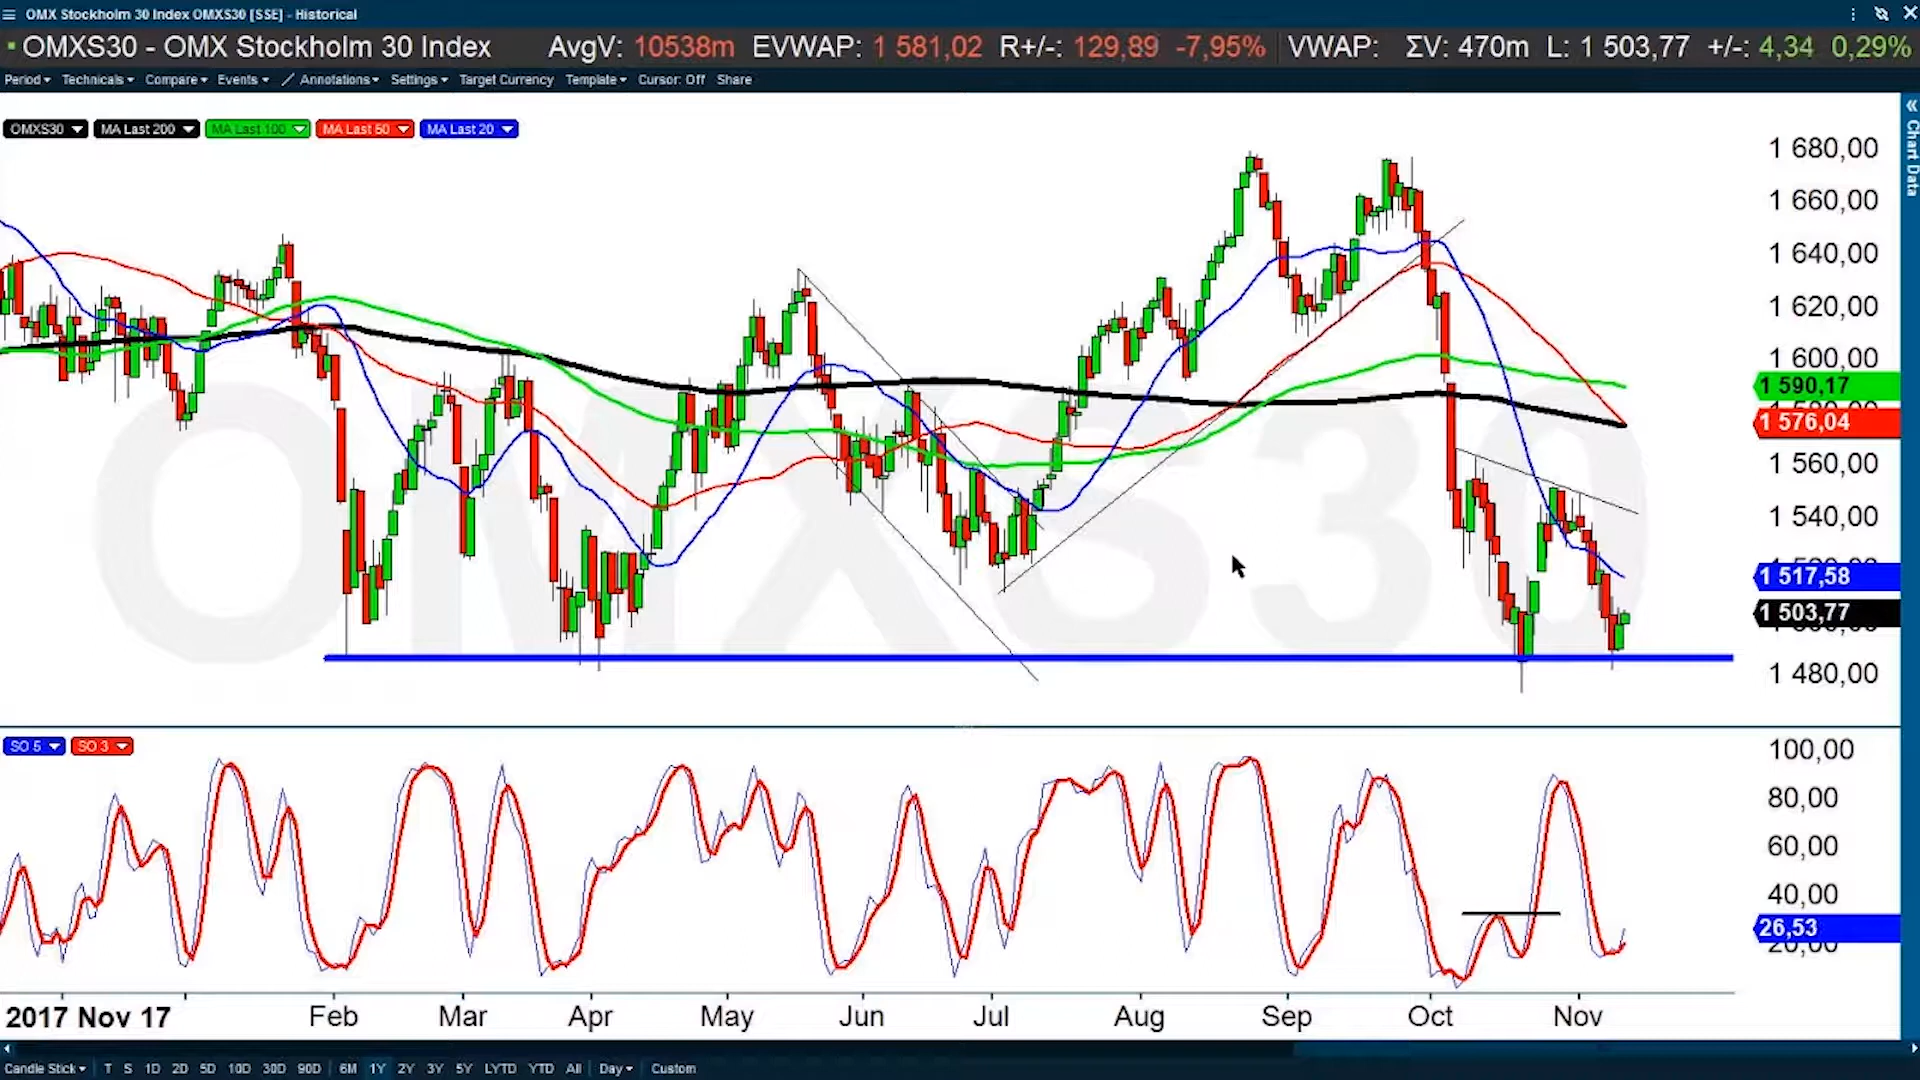 OMX Stockholm 30 Index OMXS30 [SSE] - Historical
OMXS30 - OMX Stockholm 30 Index AvgV: 10538m EVWAP: 1 581,02 R+/-: 129,89 -7,95% VWAP: ΣV: 470m L: 1 503,77 +/-: 4,34 0,29%
Period Technicals Compare Events Annotations Settings Target Currency Template Cursor: Off Share
Chart Data
OMXS30 MA Last 200 MA Last 100 MA Last 50 MA Last 20
OMXS30
1 680,00
1 660,00
1 640,00
1 620,00
1 600,00
1 590,17
1 576,04
1 560,00
1 540,00
1 517,58
1 503,77
1 480,00
SO 5 SO 3
100,00
80,00
60,00
40,00
26,53
20,00
2017 Nov 17 Feb Mar Apr May Jun Jul Aug Sep Oct Nov
Candle Stick T S 1D 2D 5D 10D 30D 90D 6M 1Y 2Y 3Y 5Y LYTD YTD All Day Custom